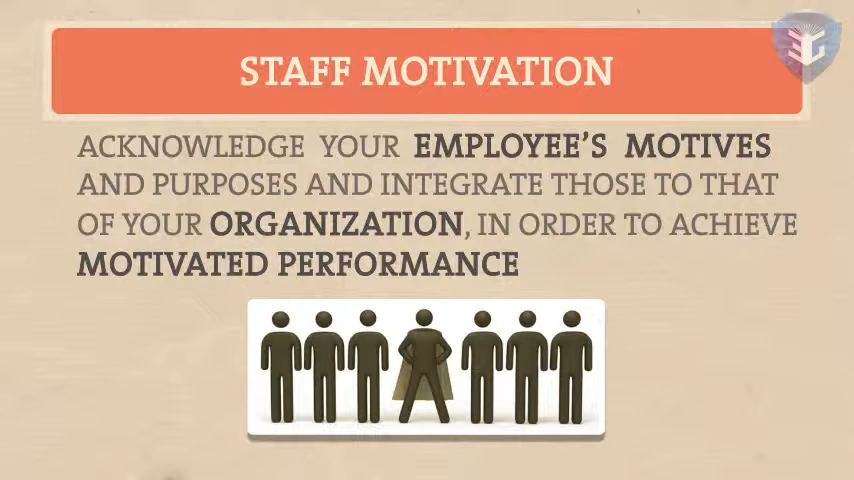 STAFF MOTIVATION
ACKNOWLEDGE YOUR EMPLOYEE'S MOTIVES
AND PURPOSES AND INTEGRATE THOSE TO THAT
OF YOUR ORGANIZATION, IN ORDER TO ACHIEVE
MOTIVATED PERFORMANCE